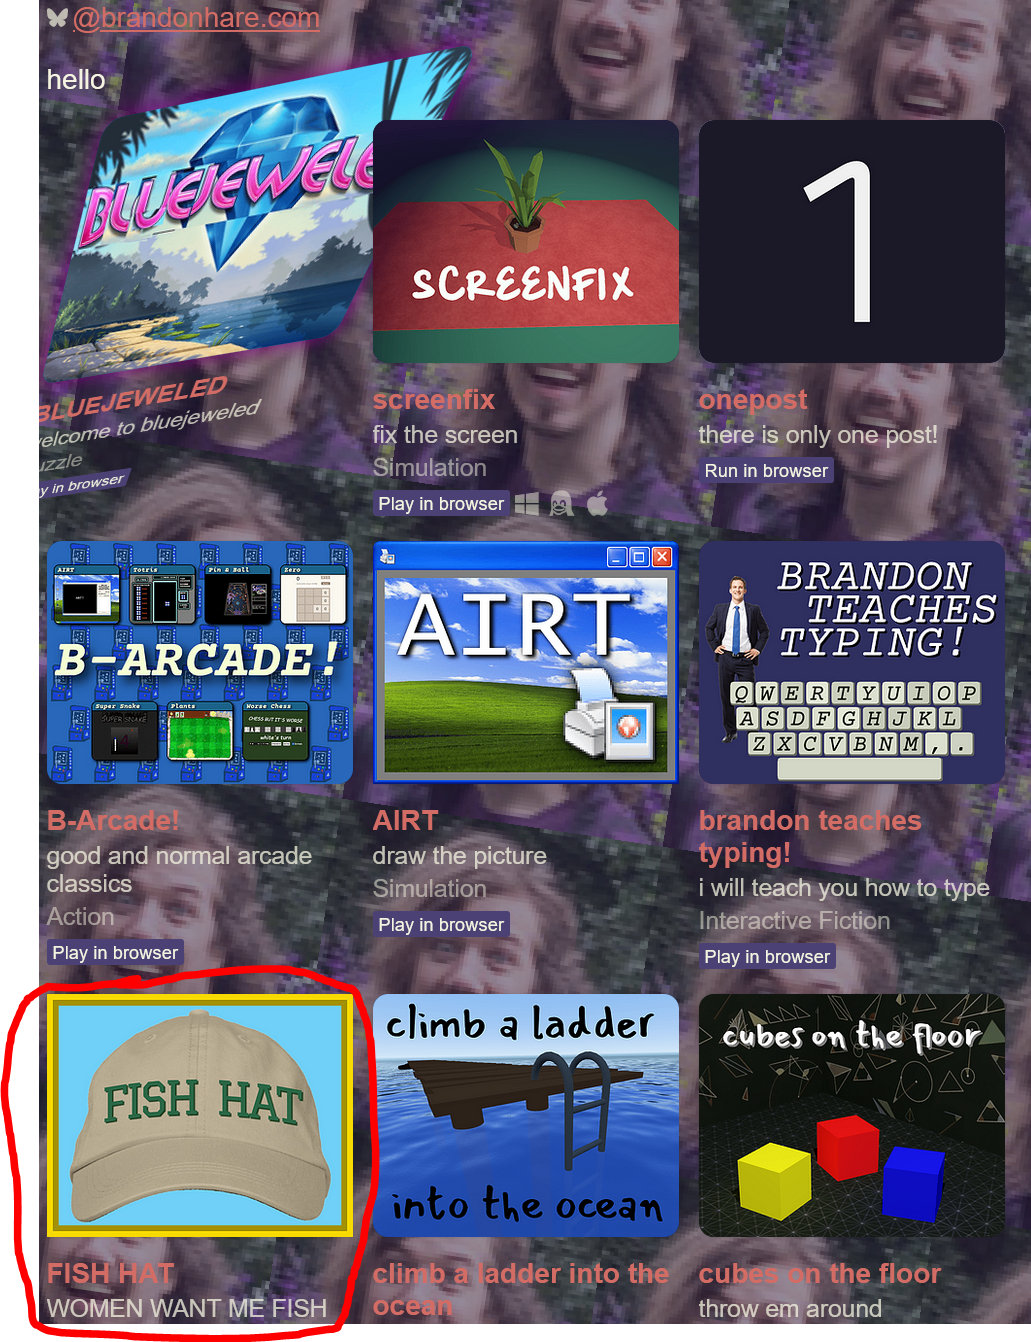 @brandonhare.com
hello
BLUEJEWELE
SCREENFIX
1
BLUEJEWELED
elcome to bluejeweled
uzzle
y in browser
screenfix
fix the screen
Simulation
Play in browser
onepost
there is only one post!
Run in browser
AIRT
Totris
Pin & Ball
Zero
B-ARCADE!
Super Snake
Plants
Worse Chess
SUPER SNAKE
CHESS BUT IT'S WORSE
white's turn
AIRT
BRANDON
TEACHES
TYPING!
Q W E R T Y U I O P
A S D F G H J K L
Z X C V B N M , .
B-Arcade!
good and normal arcade
classics
Action
Play in browser
AIRT
draw the picture
Simulation
Play in browser
brandon teaches
typing!
i will teach you how to type
Interactive Fiction
Play in browser
FISH HAT
climb a ladder
into the ocean
cubes on the floor
FISH HAT
WOMEN WANT ME FISH
climb a ladder into the
ocean
cubes on the floor
throw em around